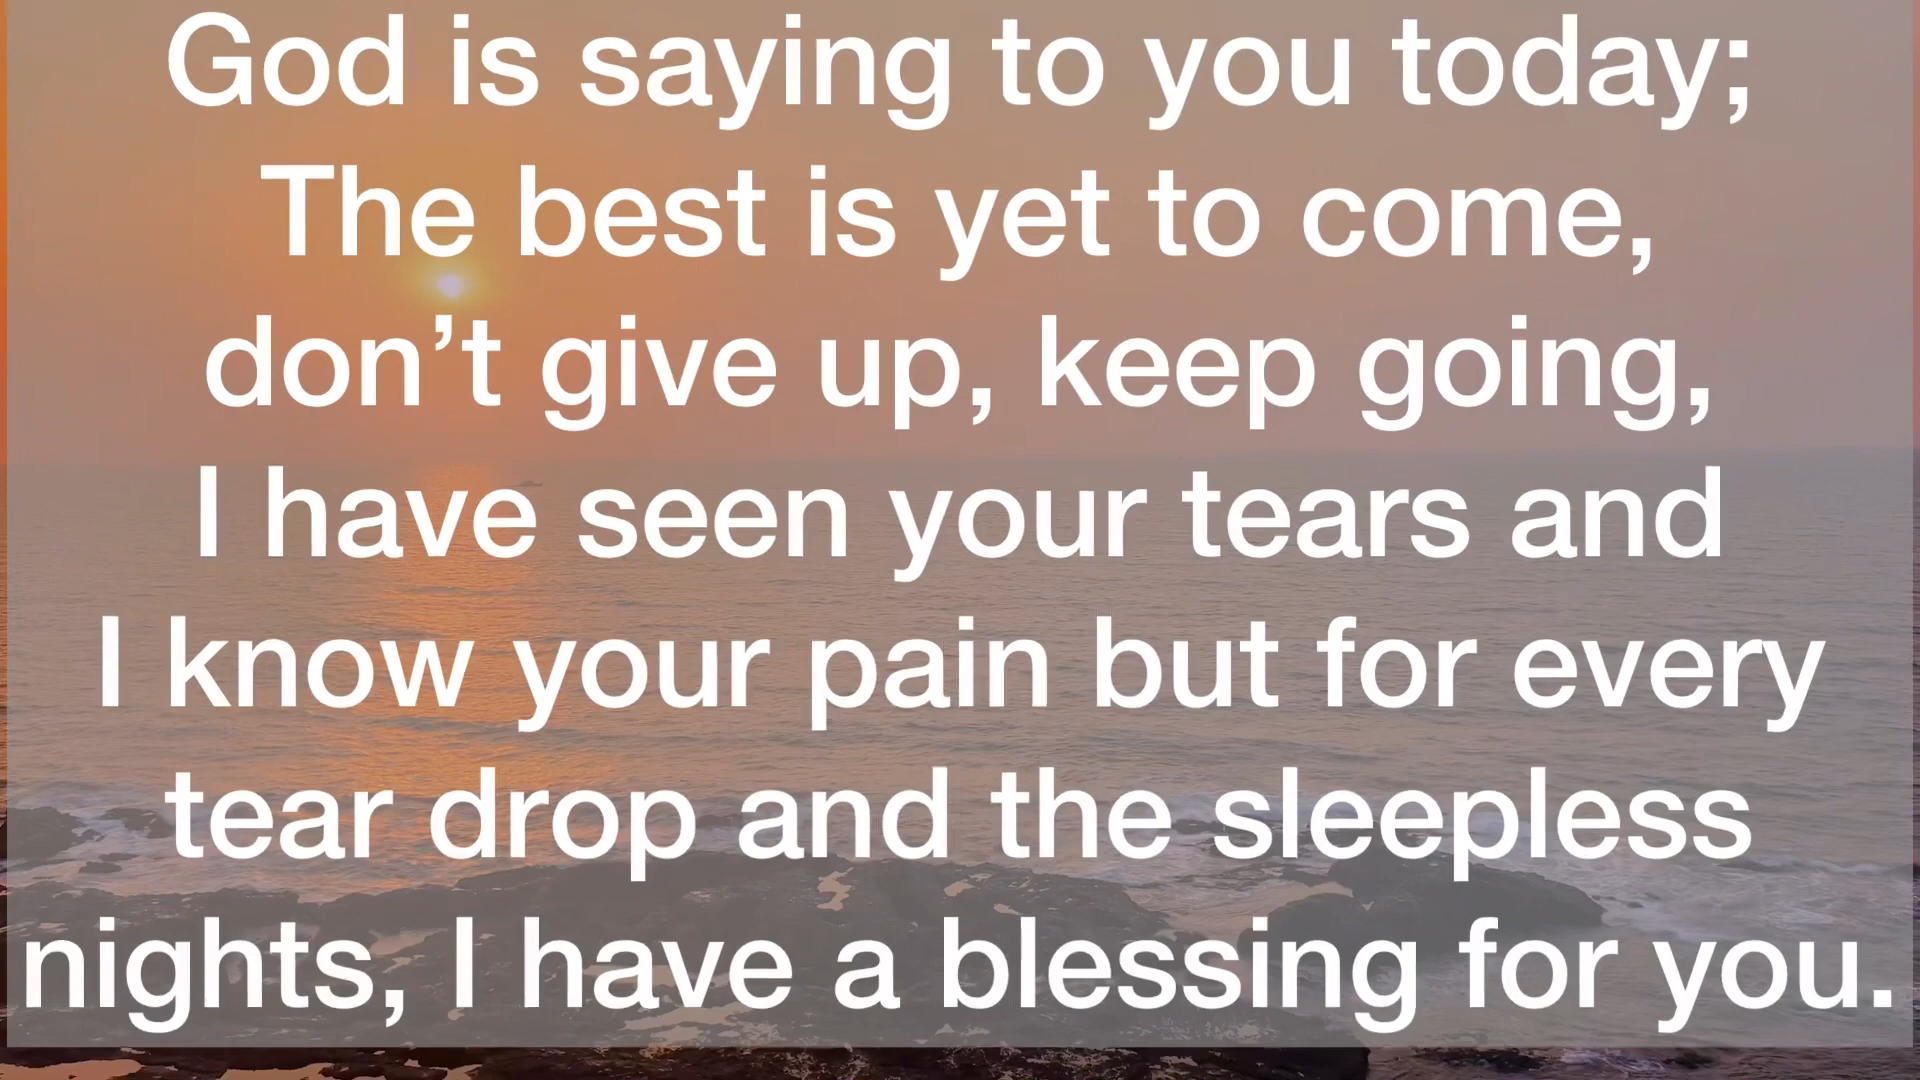 God is saying to you today;
The best is yet to come,
don’t give up, keep going,
I have seen your tears and
I know your pain but for every
tear drop and the sleepless
nights, I have a blessing for you.